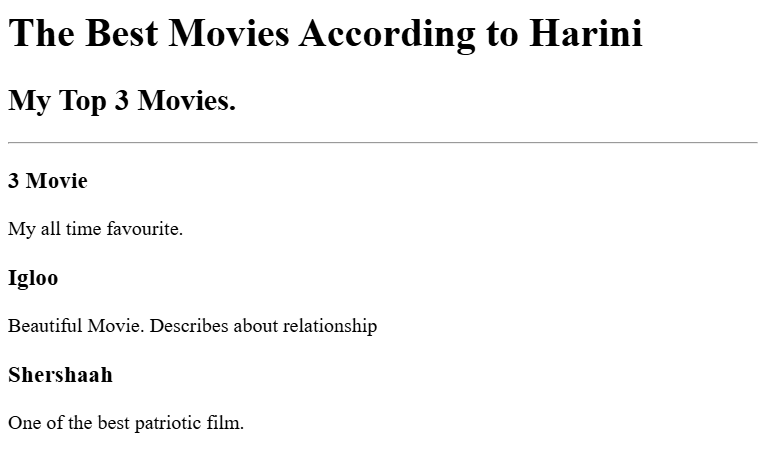 The Best Movies According to Harini
My Top 3 Movies.
3 Movie
My all time favourite.
Igloo
Beautiful Movie. Describes about relationship
Shershaah
One of the best patriotic film.